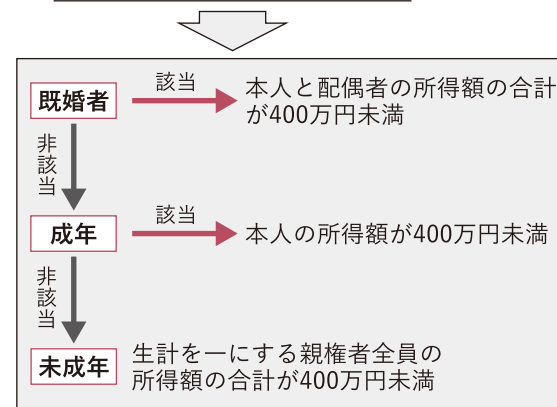 既婚者
該当
本人と配偶者の所得額の合計
が400万円未満
非該当
成年
該当
本人の所得額が400万円未満
非該当
未成年
生計を一にする親権者全員の
所得額の合計が400万円未満